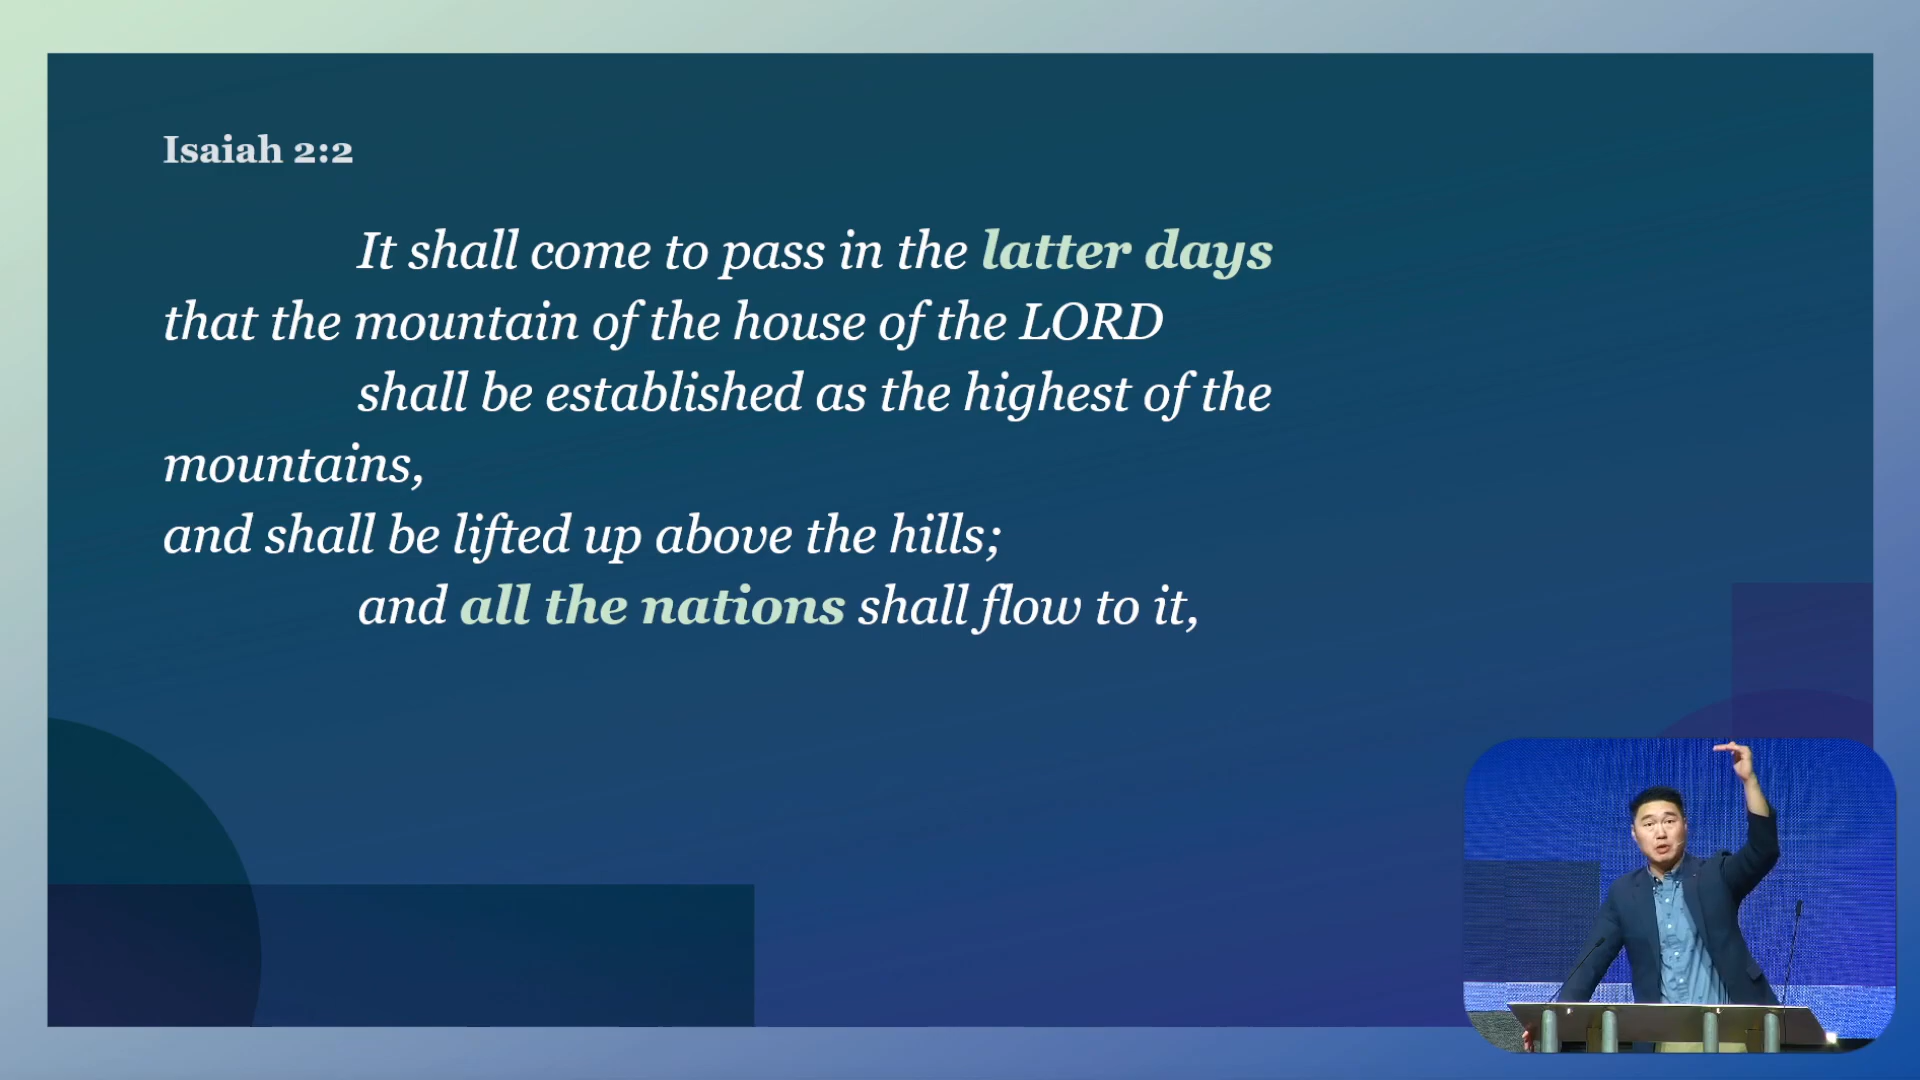 Isaiah 2:2
It shall come to pass in the latter days
that the mountain of the house of the LORD
shall be established as the highest of the
mountains,
and shall be lifted up above the hills;
and all the nations shall flow to it,